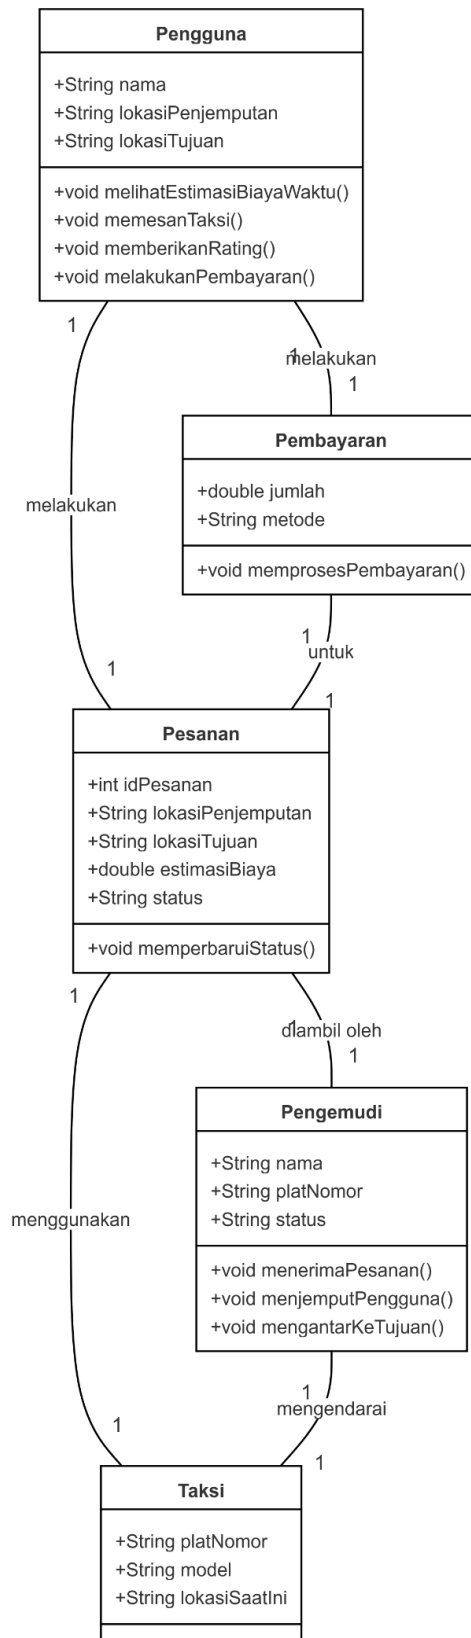 Pengguna
+String nama
+String lokasiPenjemputan
+String lokasiTujuan
+void melihatEstimasiBiayaWaktu()
+void memesanTaksi()
+void memberikanRating()
+void melakukanPembayaran()
1
1
melakukan
1
Pembayaran
+double jumlah
+String metode
+void memprosesPembayaran()
melakukan
1
untuk
1
1
Pesanan
+int idPesanan
+String lokasiPenjemputan
+String lokasiTujuan
+double estimasiBiaya
+String status
+void memperbaruiStatus()
1
1
diambil oleh
1
Pengemudi
+String nama
+String platNomor
+String status
+void menerimaPesanan()
+void menjemputPengguna()
+void mengantarKeTujuan()
menggunakan
1
mengendarai
1
1
Taksi
+String platNomor
+String model
+String lokasiSaatIni